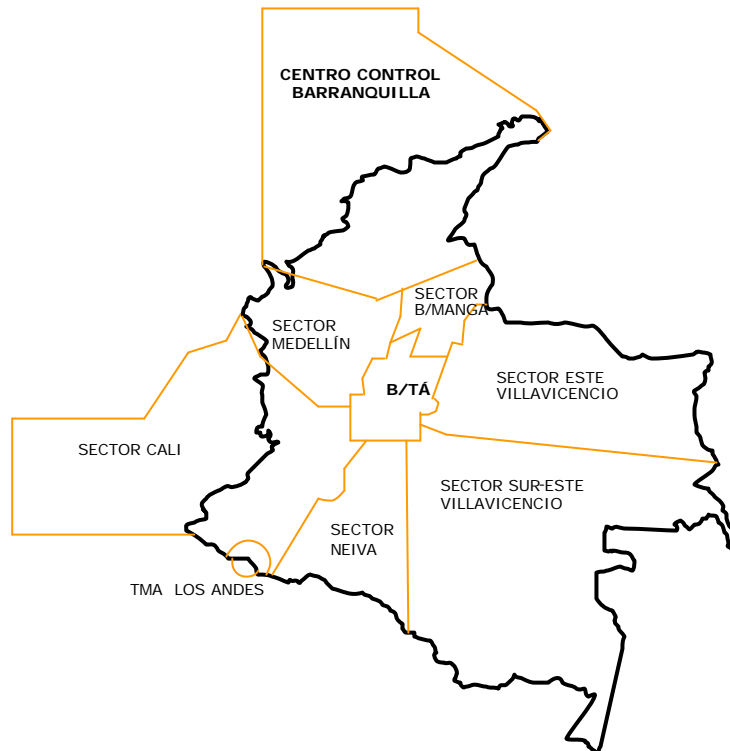 CENTRO CONTROL
BARRANQUILLA
SECTOR
B/MANGA
SECTOR
MEDELLÍN
B/TÁ
SECTOR ESTE
VILLAVICENCIO
SECTOR CALI
SECTOR SUR-ESTE
VILLAVICENCIO
SECTOR
NEIVA
TMA LOS ANDES